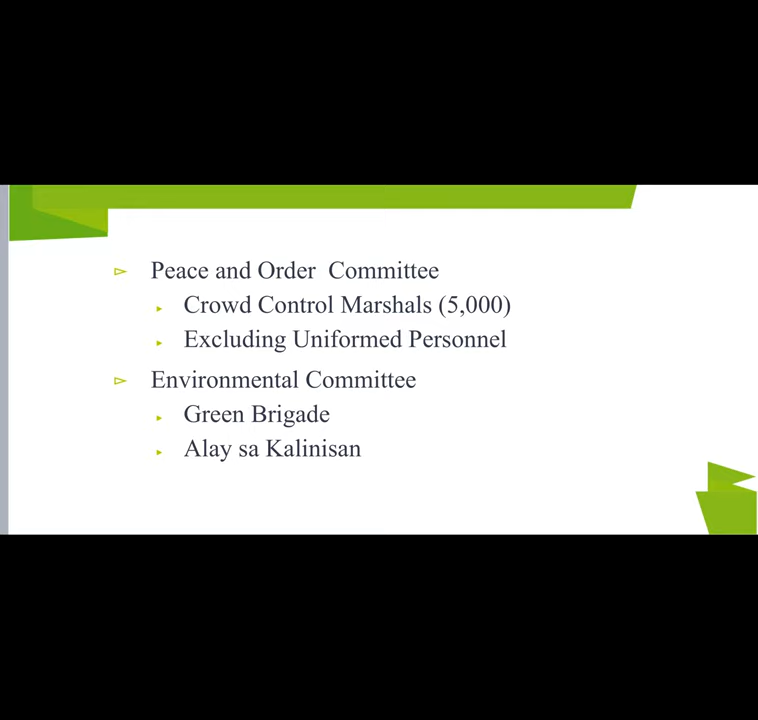 Peace and Order Committee
Crowd Control Marshals (5,000)
Excluding Uniformed Personnel
Environmental Committee
Green Brigade
Alay sa Kalinisan